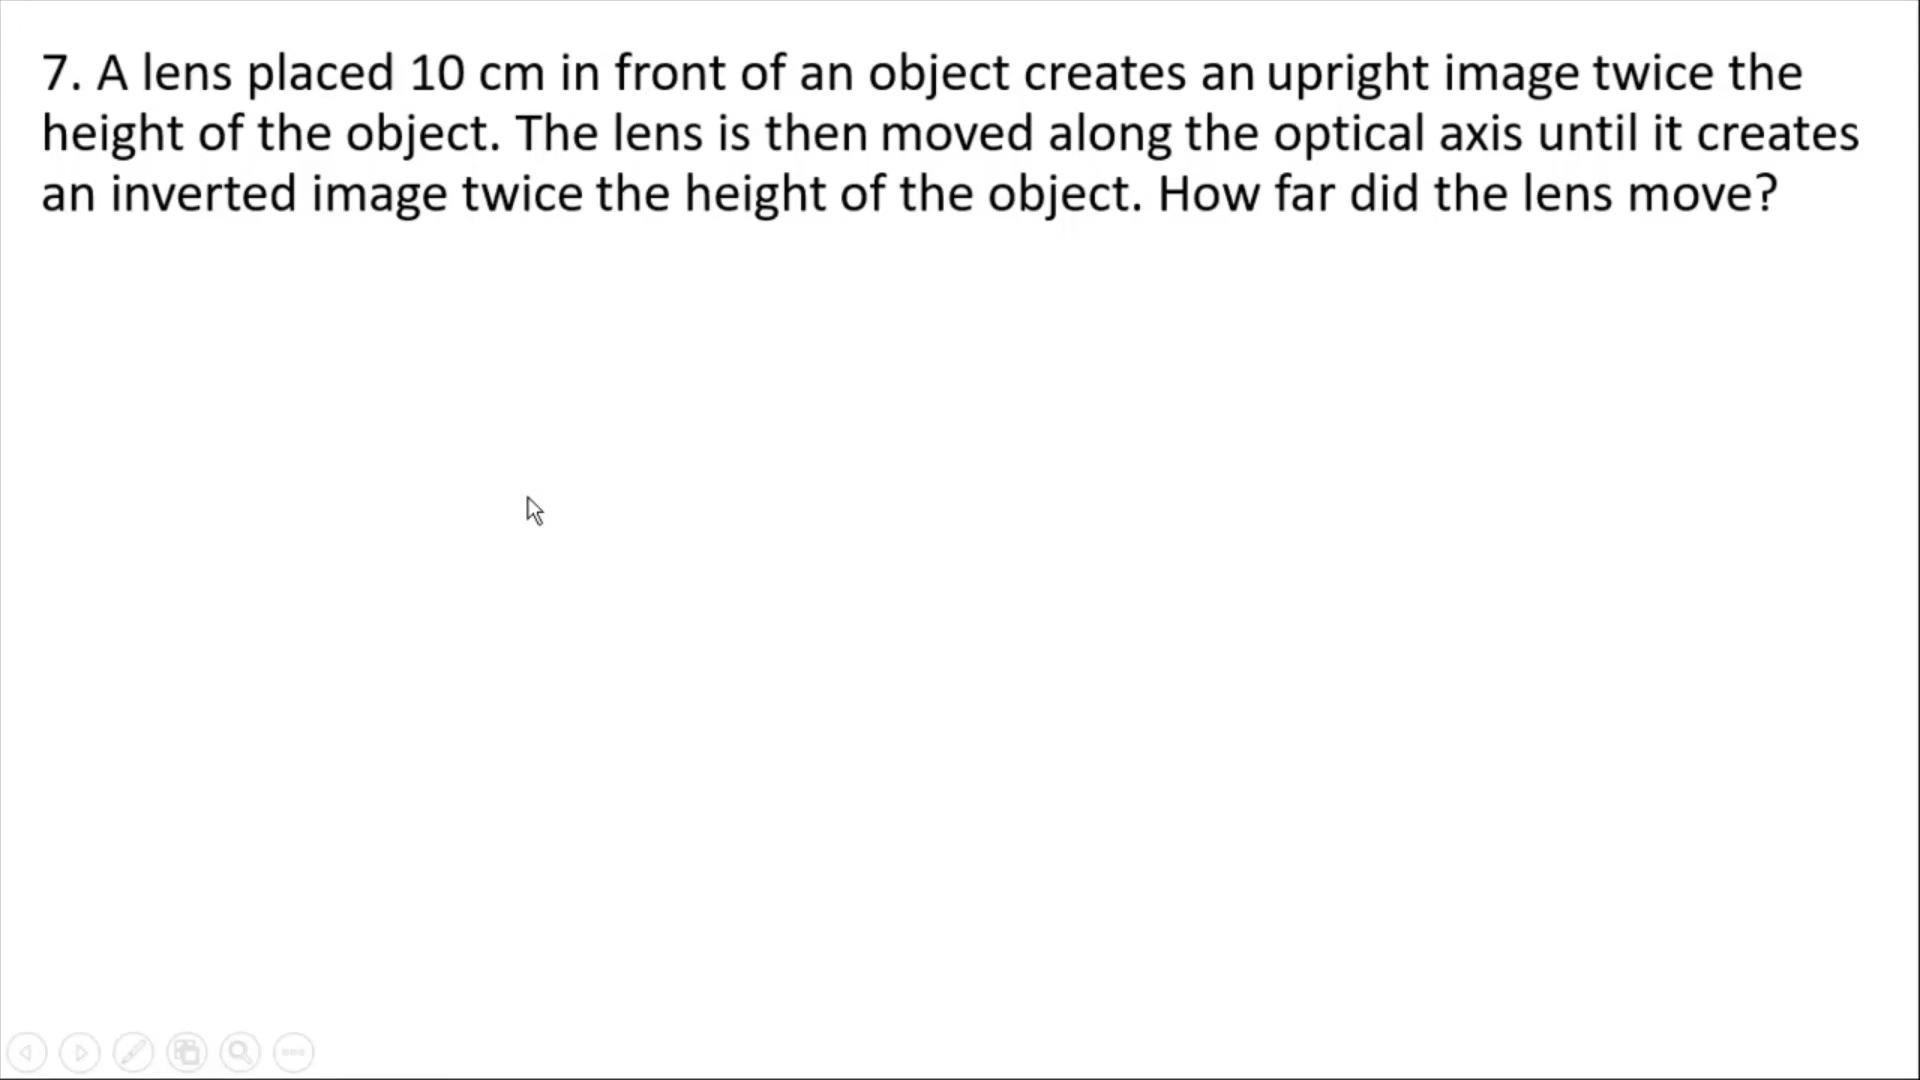 7. A lens placed 10 cm in front of an object creates an upright image twice the
height of the object. The lens is then moved along the optical axis until it creates
an inverted image twice the height of the object. How far did the lens move?